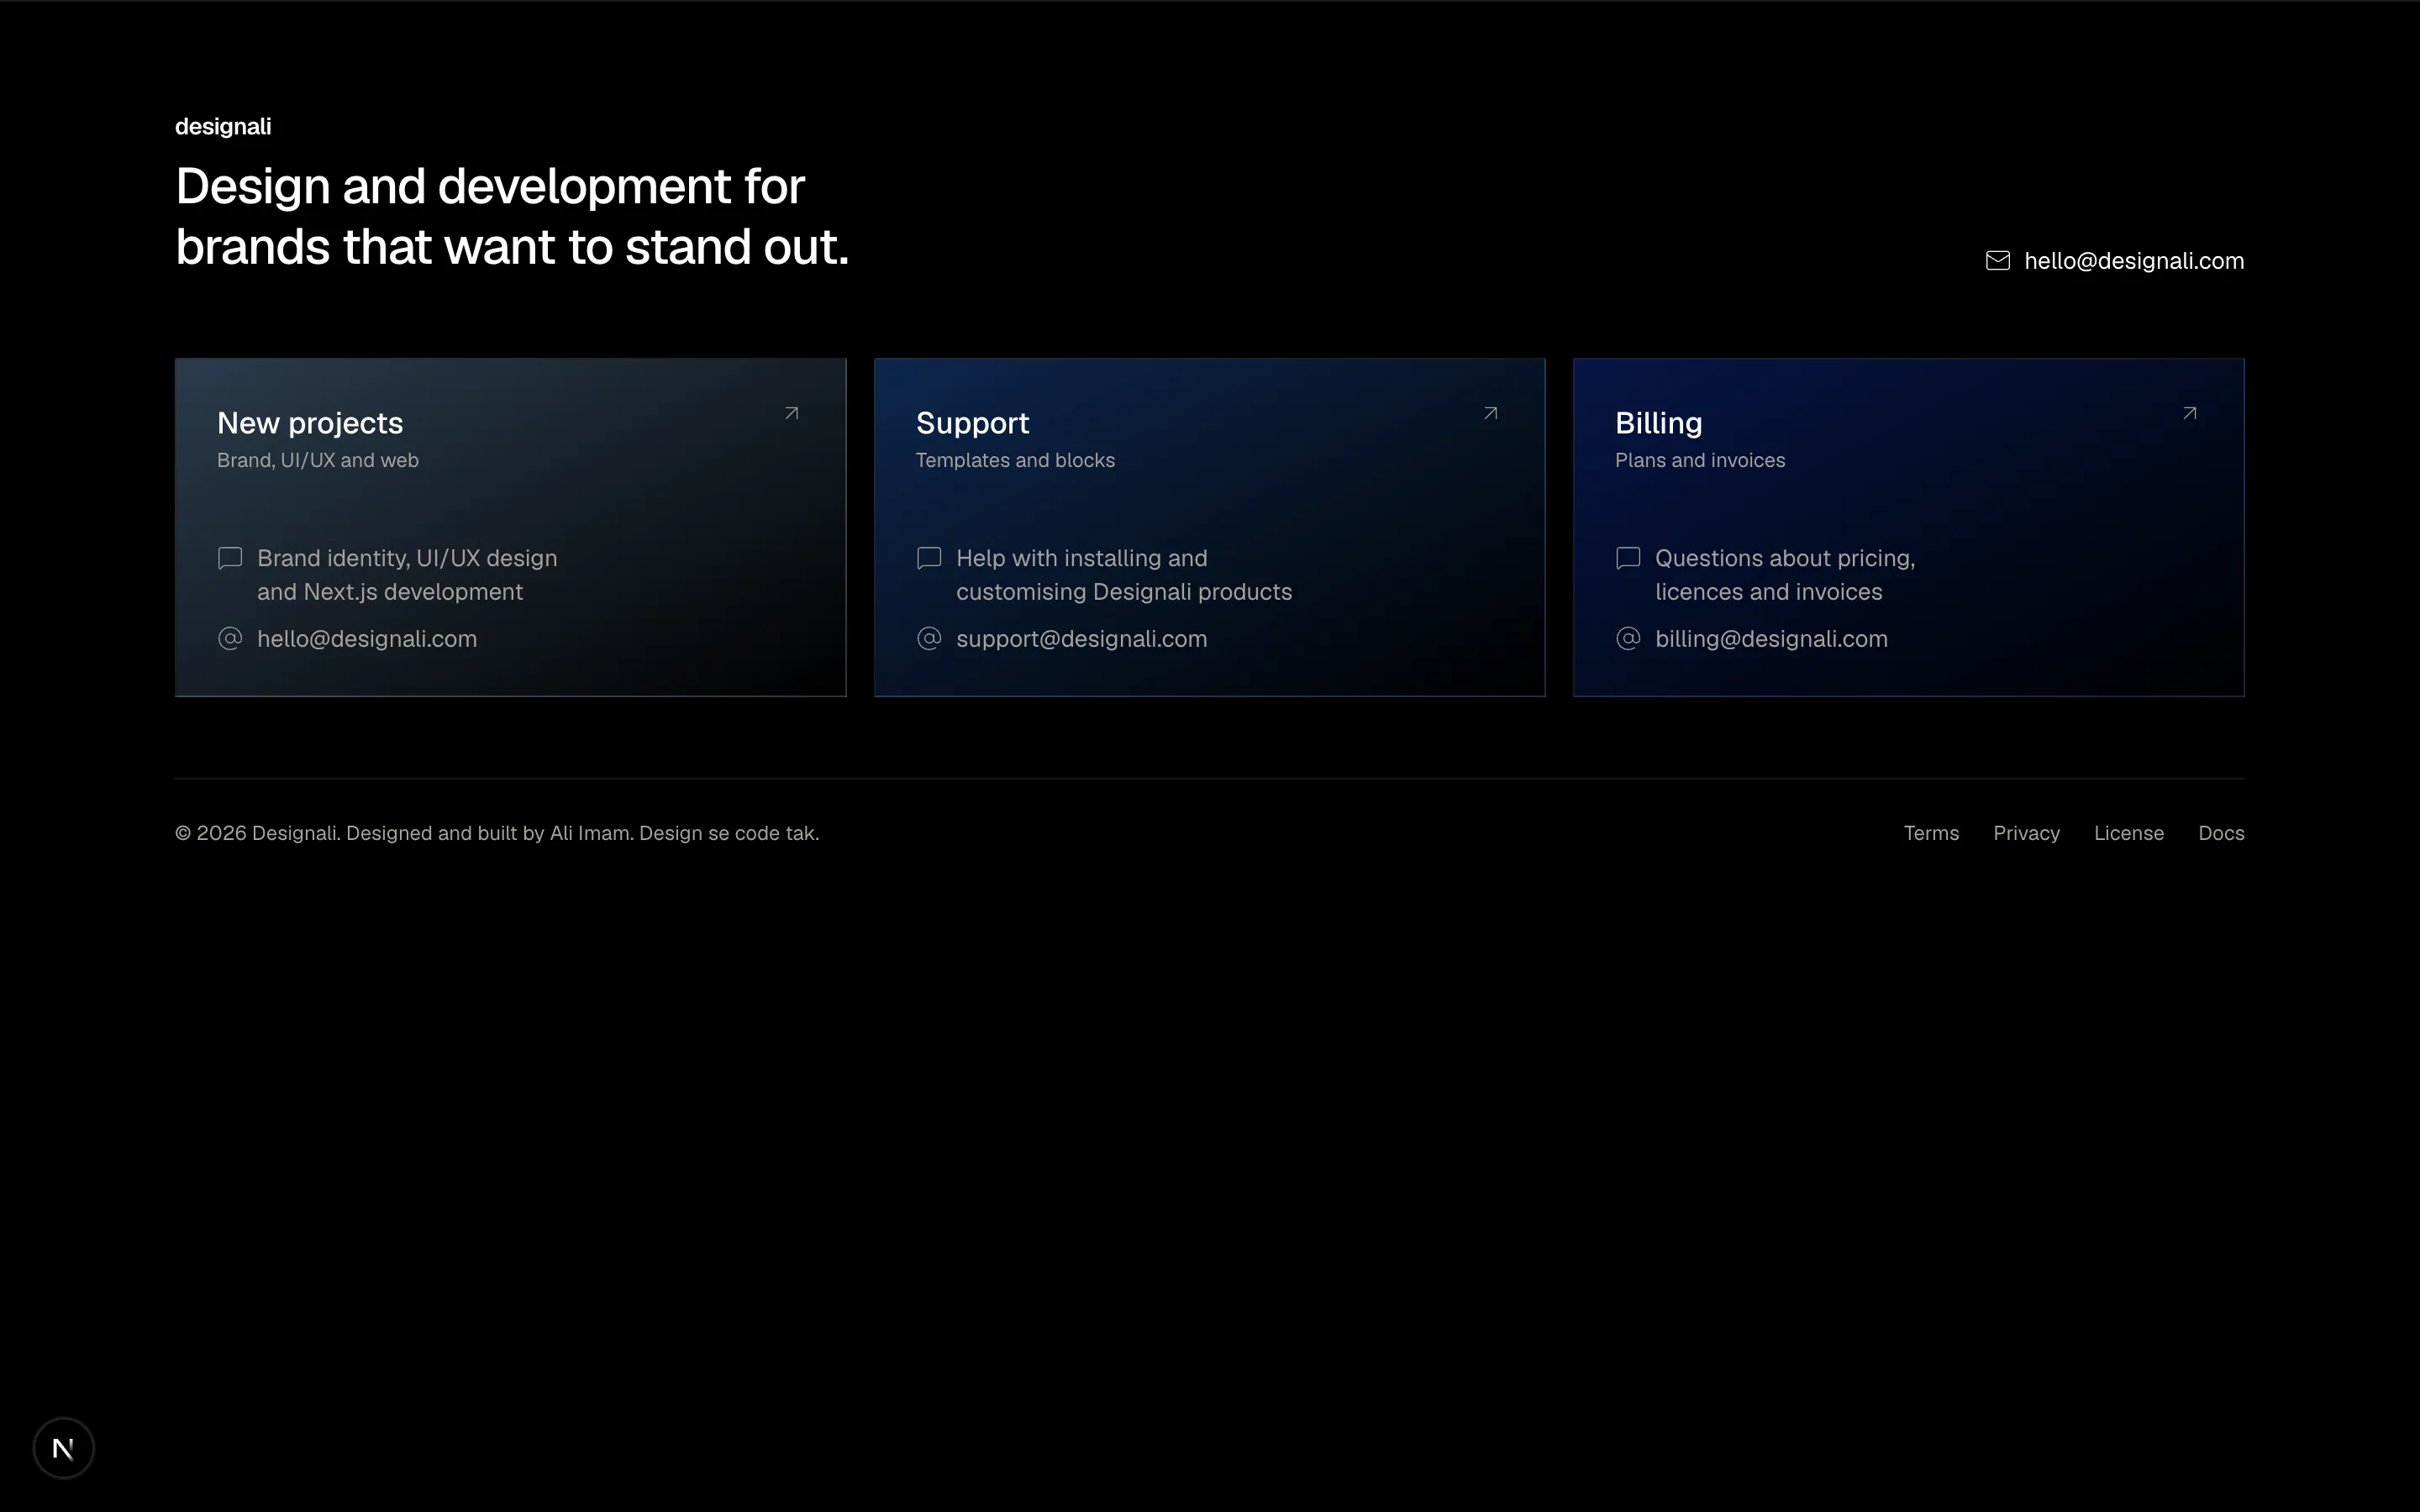 designali
Design and development for
brands that want to stand out.
hello@designali.com
New projects
Brand, UI/UX and web
Brand identity, UI/UX design
and Next.js development
hello@designali.com
Support
Templates and blocks
Help with installing and
customising Designali products
support@designali.com
Billing
Plans and invoices
Questions about pricing,
licences and invoices
billing@designali.com
© 2026 Designali. Designed and built by Ali Imam. Design se code tak.
Terms Privacy License Docs
N